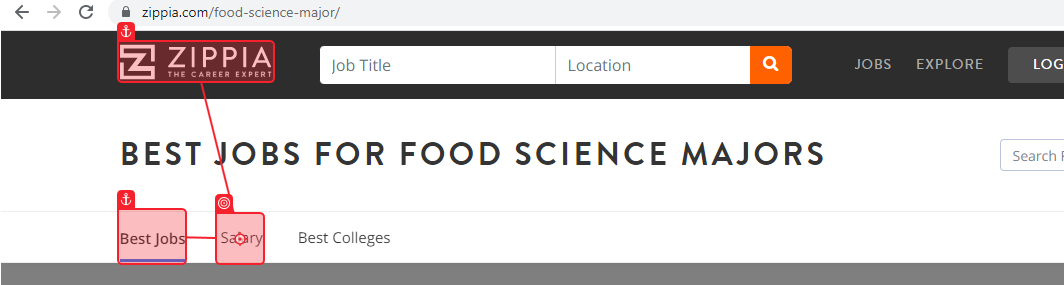 zippia.com/food-science-major/
ZIPPIA
THE CAREER EXPERT
Job Title
Location
JOBS
EXPLORE
LOG
BEST JOBS FOR FOOD SCIENCE MAJORS
Search
Best Jobs
Salary
Best Colleges